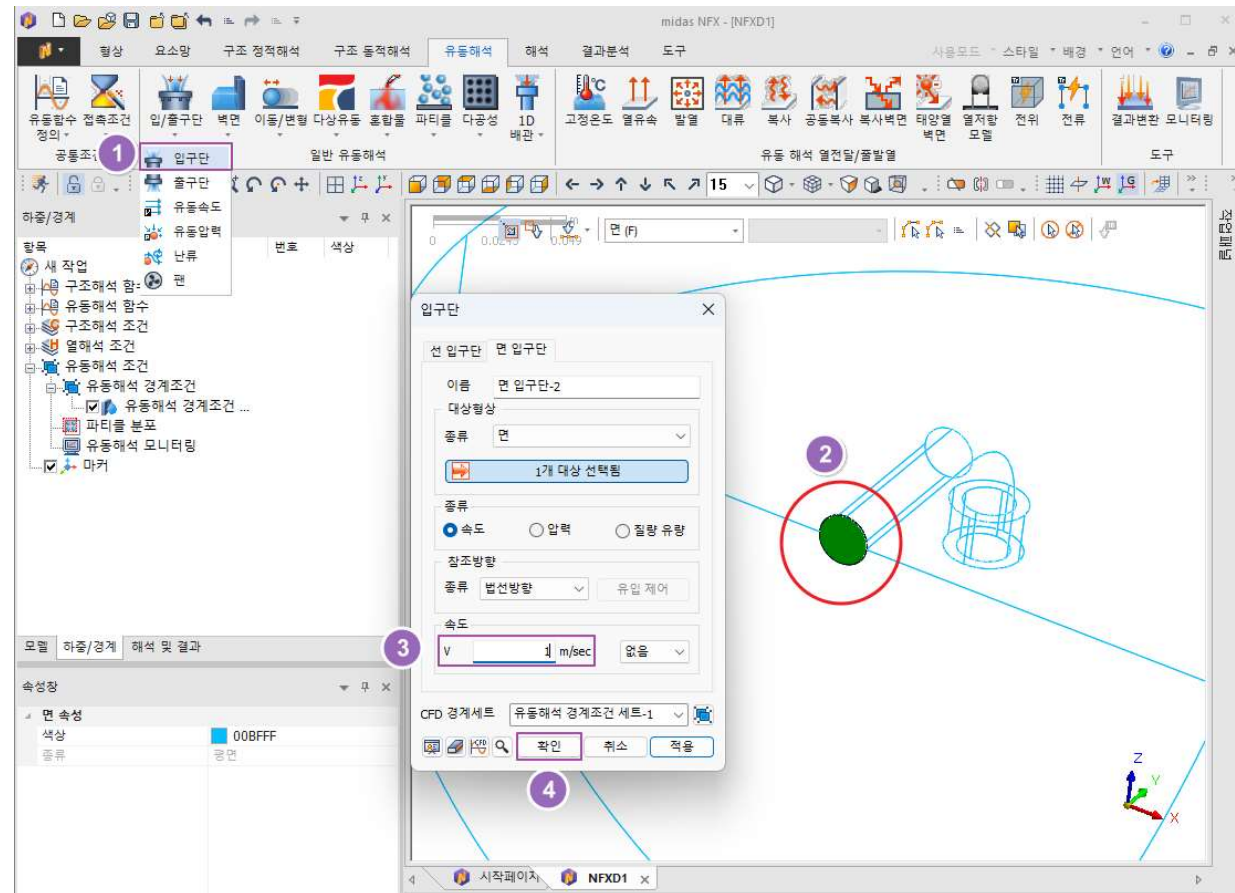 midas NFX - [NFXD1]
형상 요소망 구조 정적해석 구조 동적해석 유동해석 해석 결과분석 도구 사용모드 스타일 배경 언어
유동함수 접촉조건 입/출구단 벽면 이동/변형 다상유동 혼합물 파티클 다공성 1D 고정온도 열유속 발열 대류 복사 공동복사 복사벽면 태양열 열저항 전위 전류 결과변환 모니터링
정의 배관 벽면 모델
공통조 일반 유동해석 유동 해석 열전달/줄발열 도구
1
입구단
출구단
유동속도
유동압력
난류
팬
15
하중/경계
항목 번호 색상
새 작업
구조해석 함
유동해석 함수
구조해석 조건
열해석 조건
유동해석 조건
유동해석 경계조건
유동해석 경계조건 ...
파티클 분포
유동해석 모니터링
마커
모델 하중/경계 해석 및 결과
속성창
면 속성
색상 00BFFF
종류 평면
면 (F)
0 0.0245 0.049
m
작업패널
입구단
선 입구단 면 입구단
이름 면 입구단-2
대상형상
종류 면
1개 대상 선택됨
종류
속도 압력 질량 유량
참조방향
종류 법선방향 유입 제어
속도
3
V 1 m/sec 없음
CFD 경계세트 유동해석 경계조건 세트-1
CFD 확인 취소 적용
4
2
Z
Y
X
시작페이지 NFXD1